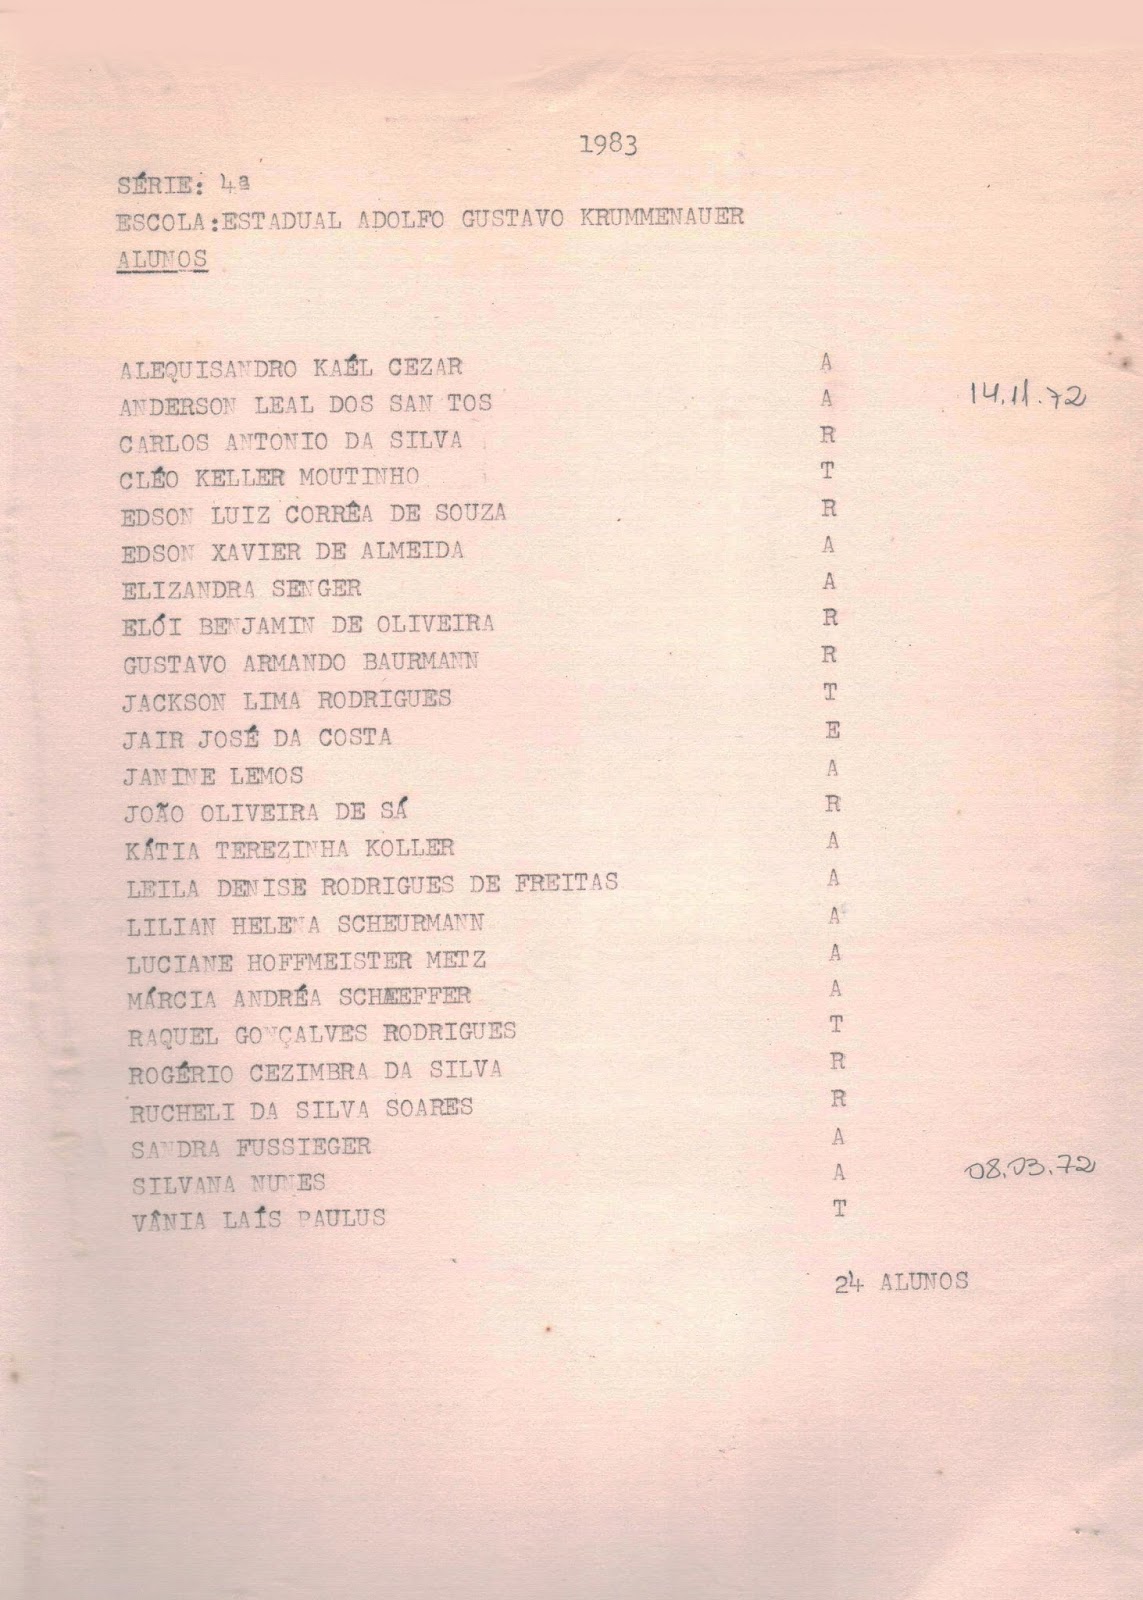 1983
SÉRIE: 4ª
ESCOLA:ESTADUAL ADOLFO GUSTAVO KRUMMENAUER
ALUNOS
ALEQUISANDRO KAÉL CEZAR A
ANDERSON LEAL DOS SAN TOS A 14.11.72
CARLOS ANTONIO DA SILVA R
CLÉO KELLER MOUTINHO T
EDSON LUIZ CORRÊA DE SOUZA R
EDSON XAVIER DE ALMEIDA A
ELIZANDRA SENGER A
ELÓI BENJAMIN DE OLIVEIRA R
GUSTAVO ARMANDO BAURMANN R
JACKSON LIMA RODRIGUES T
JAIR JOSÉ DA COSTA E
JANINE LEMOS A
JOÃO OLIVEIRA DE SÁ R
KÁTIA TEREZINHA KOLLER A
LEILA DENISE RODRIGUES DE FREITAS A
LILIAN HELENA SCHEURMANN A
LUCIANE HOFFMEISTER METZ A
MÁRCIA ANDRÉA SCHAEFFER A
RAQUEL GONÇALVES RODRIGUES T
ROGÉRIO CEZIMBRA DA SILVA R
RUCHELI DA SILVA SOARES R
SANDRA FUSSIEGER A
SILVANA NUNES A 08.03.72
VÂNIA LAÍS PAULUS T
24 ALUNOS